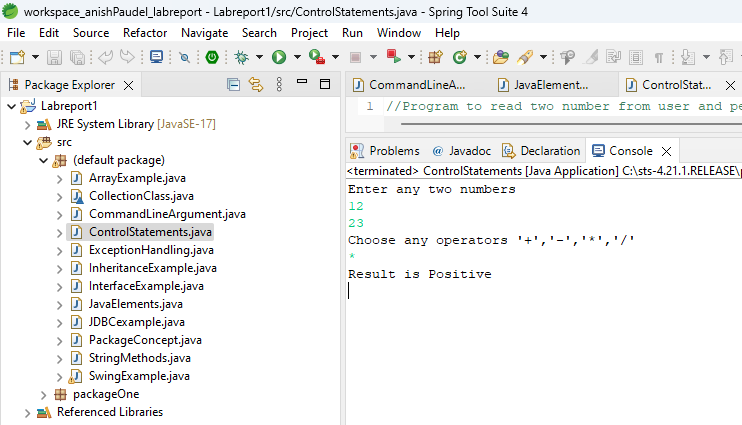 workspace_anishPaudel_labreport - Labreport1/src/ControlStatements.java - Spring Tool Suite 4
File Edit Source Refactor Navigate Search Project Run Window Help
Package Explorer
Labreport1
JRE System Library [JavaSE-17]
src
(default package)
ArrayExample.java
CollectionClass.java
CommandLineArgument.java
ControlStatements.java
ExceptionHandling.java
InheritanceExample.java
InterfaceExample.java
JavaElements.java
JDBCexample.java
PackageConcept.java
StringMethods.java
SwingExample.java
packageOne
Referenced Libraries
CommandLineA... JavaElement... ControlStat...
1 //Program to read two number from user and pe
Problems Javadoc Declaration Console
<terminated> ControlStatements [Java Application] C:\sts-4.21.1.RELEASE\
Enter any two numbers
12
23
Choose any operators '+','-','*','/'
*
Result is Positive